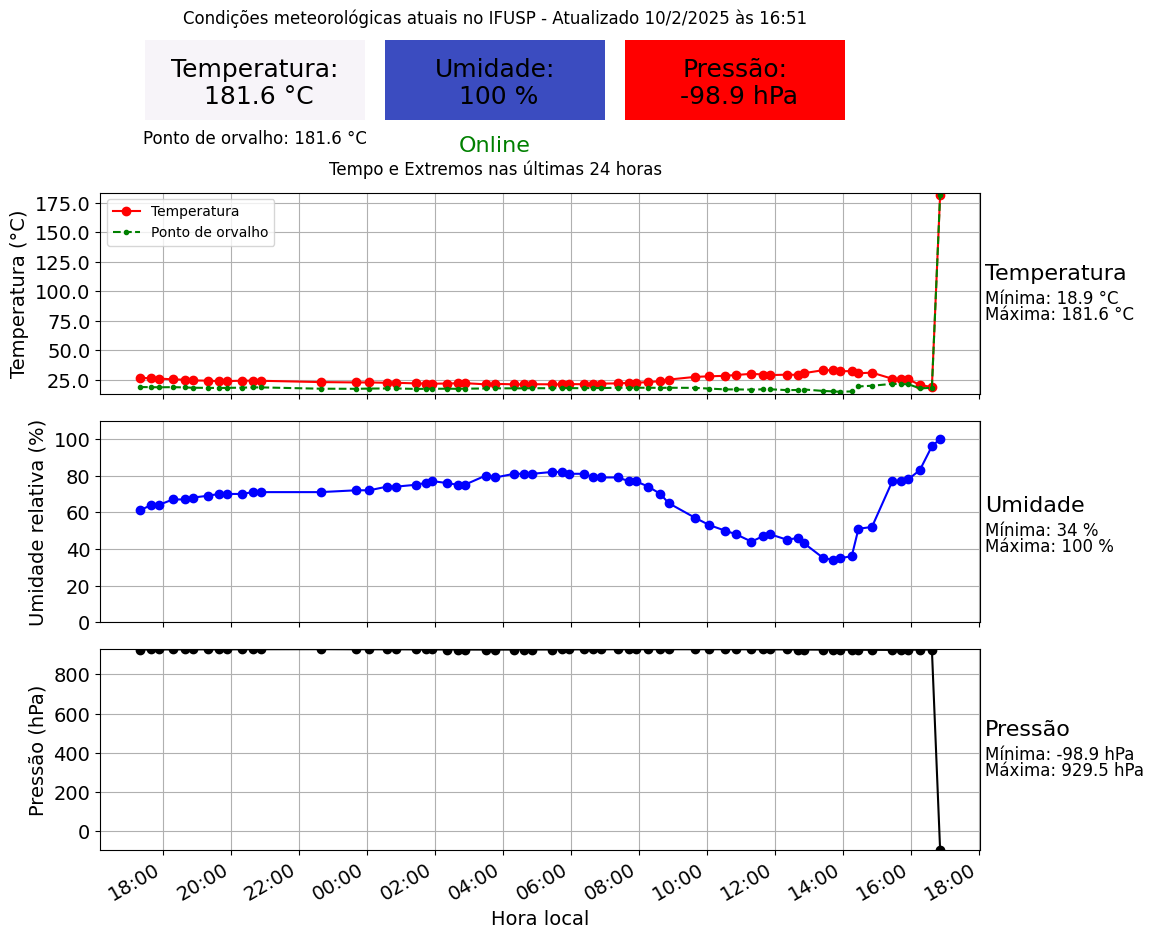 Condições meteorológicas atuais no IFUSP - Atualizado 10/2/2025 às 16:51
Temperatura:
181.6 °C
Umidade:
100 %
Pressão:
-98.9 hPa
Ponto de orvalho: 181.6 °C
Online
Tempo e Extremos nas últimas 24 horas
Temperatura (°C)
175.0
150.0
125.0
100.0
75.0
50.0
25.0
Temperatura
Ponto de orvalho
Temperatura
Mínima: 18.9 °C
Máxima: 181.6 °C
Umidade relativa (%)
100
80
60
40
20
0
Umidade
Mínima: 34 %
Máxima: 100 %
Pressão (hPa)
800
600
400
200
0
Pressão
Mínima: -98.9 hPa
Máxima: 929.5 hPa
18:00 20:00 22:00 00:00 02:00 04:00 06:00 08:00 10:00 12:00 14:00 16:00 18:00
Hora local